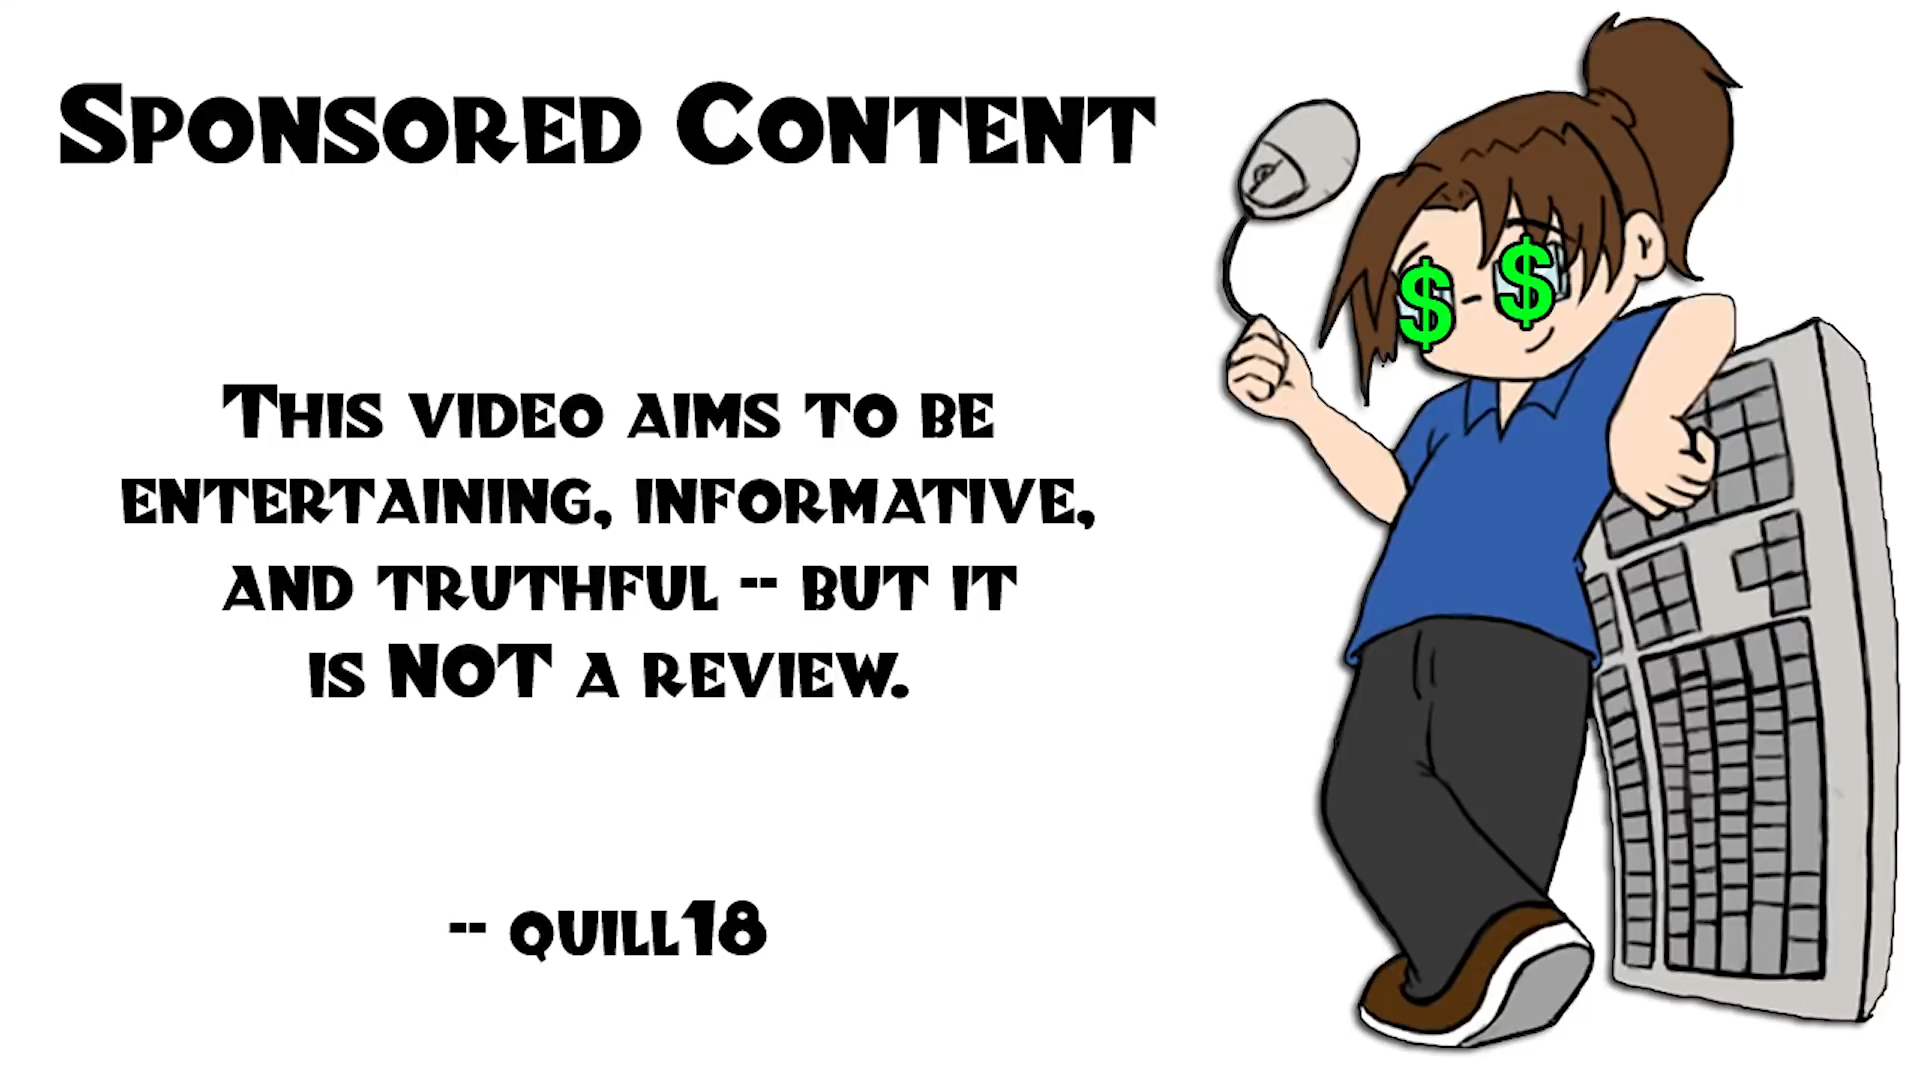 Sponsored Content
This video aims to be
entertaining, informative,
and truthful -- but it
is NOT a review.
-- quill18
$ $